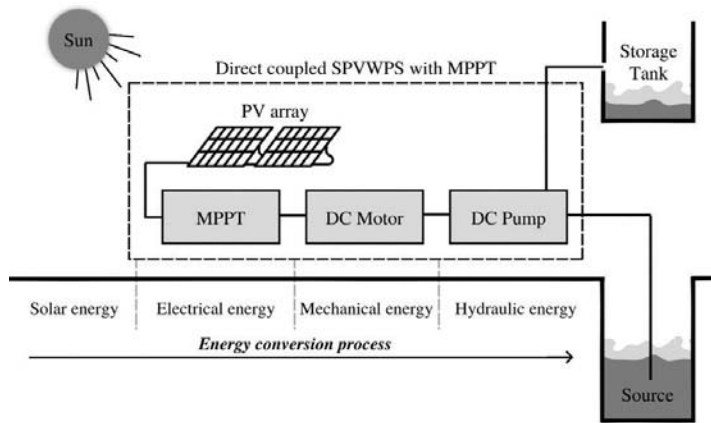 Sun
Direct coupled SPVWPS with MPPT
Storage
Tank
PV array
MPPT
DC Motor
DC Pump
Solar energy
Electrical energy
Mechanical energy
Hydraulic energy
Energy conversion process
Source